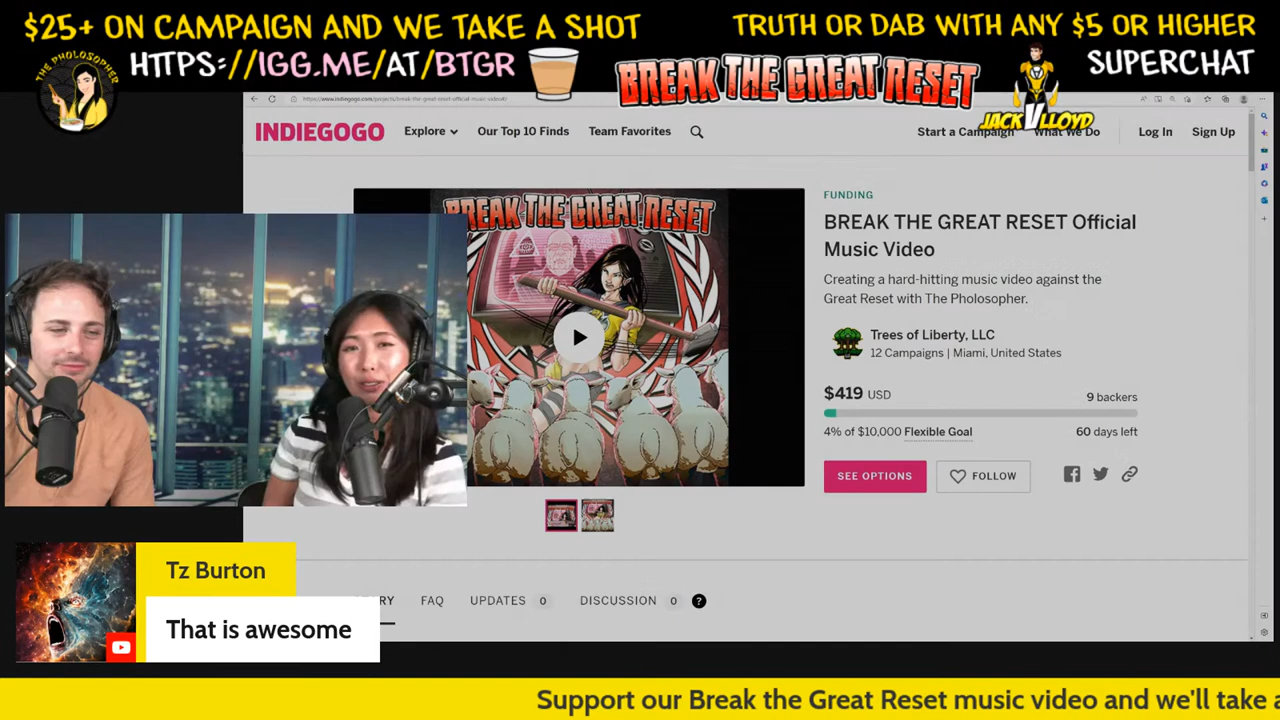 $25+ ON CAMPAIGN AND WE TAKE A SHOT
HTTPS://IGG.ME/AT/BTGR
THE PHOLOSOPHER
BREAK THE GREAT RESET
TRUTH OR DAB WITH ANY $5 OR HIGHER
SUPERCHAT
JACK V LLOYD
INDIEGOGO
Explore
Our Top 10 Finds
Team Favorites
Start a Campaign
What We Do
Log In
Sign Up
BREAK THE GREAT RESET
FUNDING
BREAK THE GREAT RESET Official
Music Video
Creating a hard-hitting music video against the
Great Reset with The Pholosopher.
Trees of Liberty, LLC
12 Campaigns | Miami, United States
$419 USD
9 backers
4% of $10,000 Flexible Goal
60 days left
SEE OPTIONS
FOLLOW
RY
FAQ
UPDATES 0
DISCUSSION 0 ?
Tz Burton
That is awesome
Support our Break the Great Reset music video and we'll take